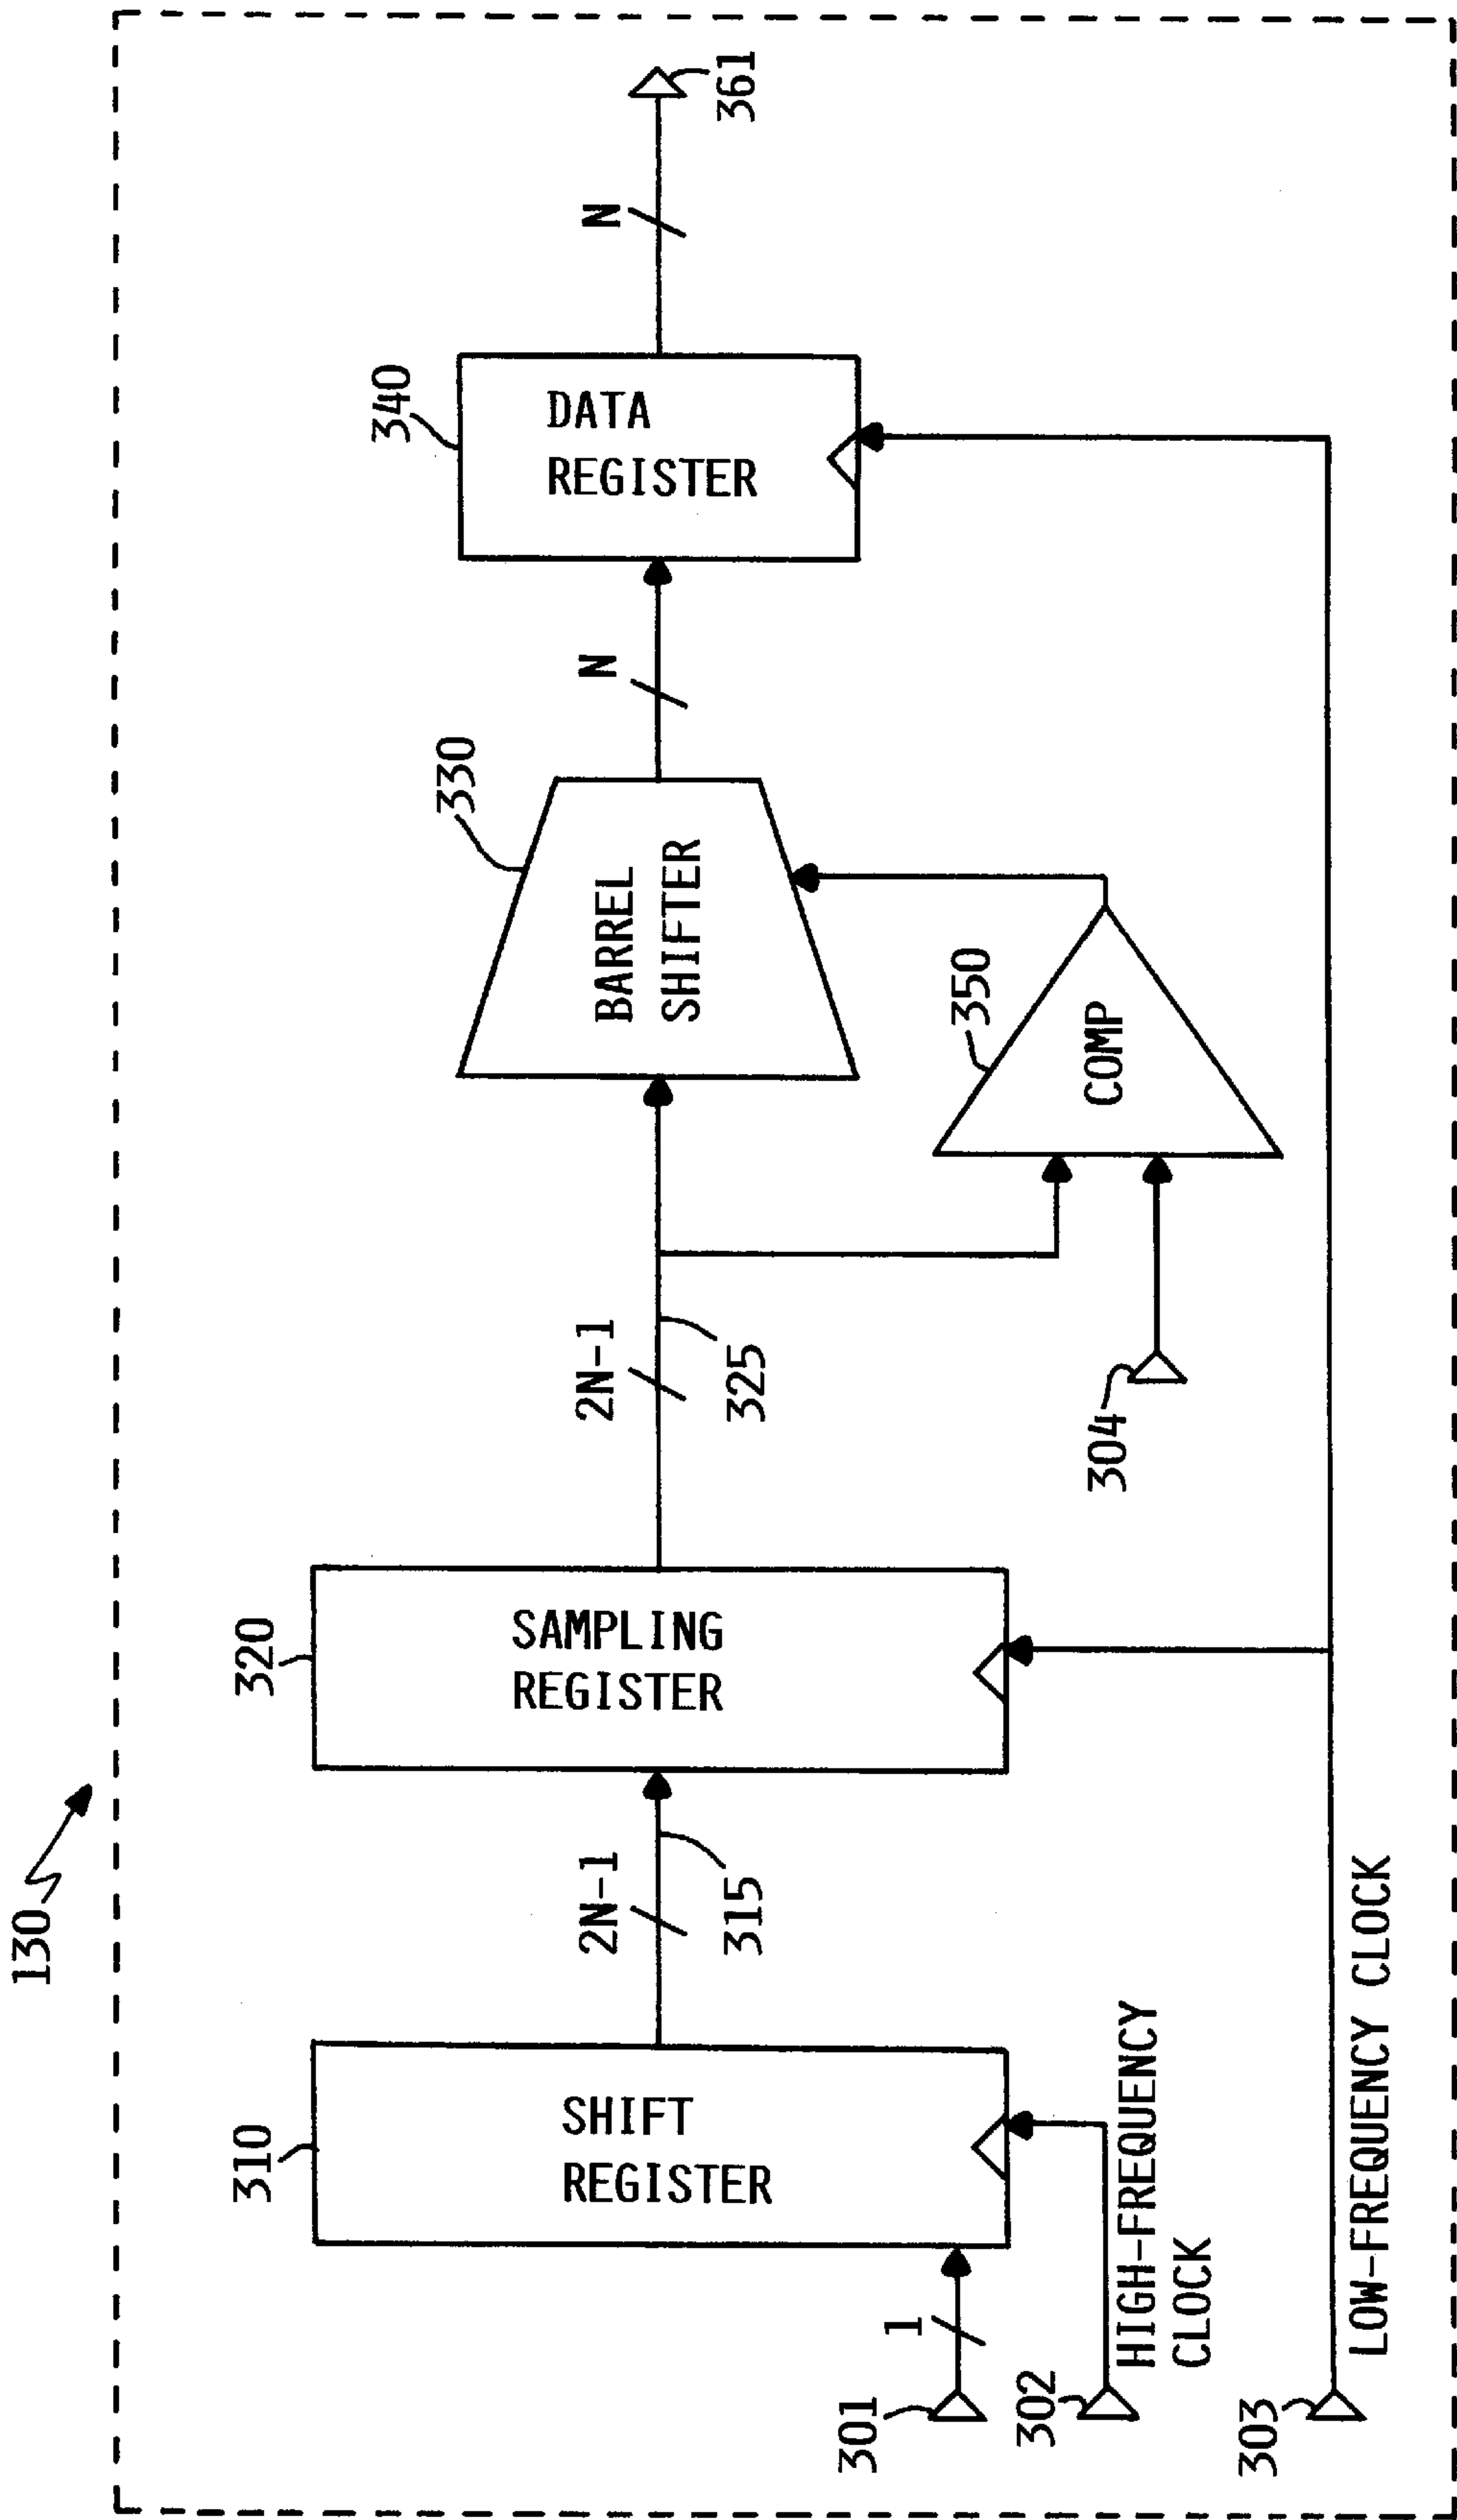 130
310
SHIFT
REGISTER
301
1
302
HIGH-FREQUENCY
CLOCK
303
LOW-FREQUENCY CLOCK
2N-1
315
320
SAMPLING
REGISTER
2N-1
325
304
330
BARREL
SHIFTER
350
COMP
N
340
DATA
REGISTER
N
361